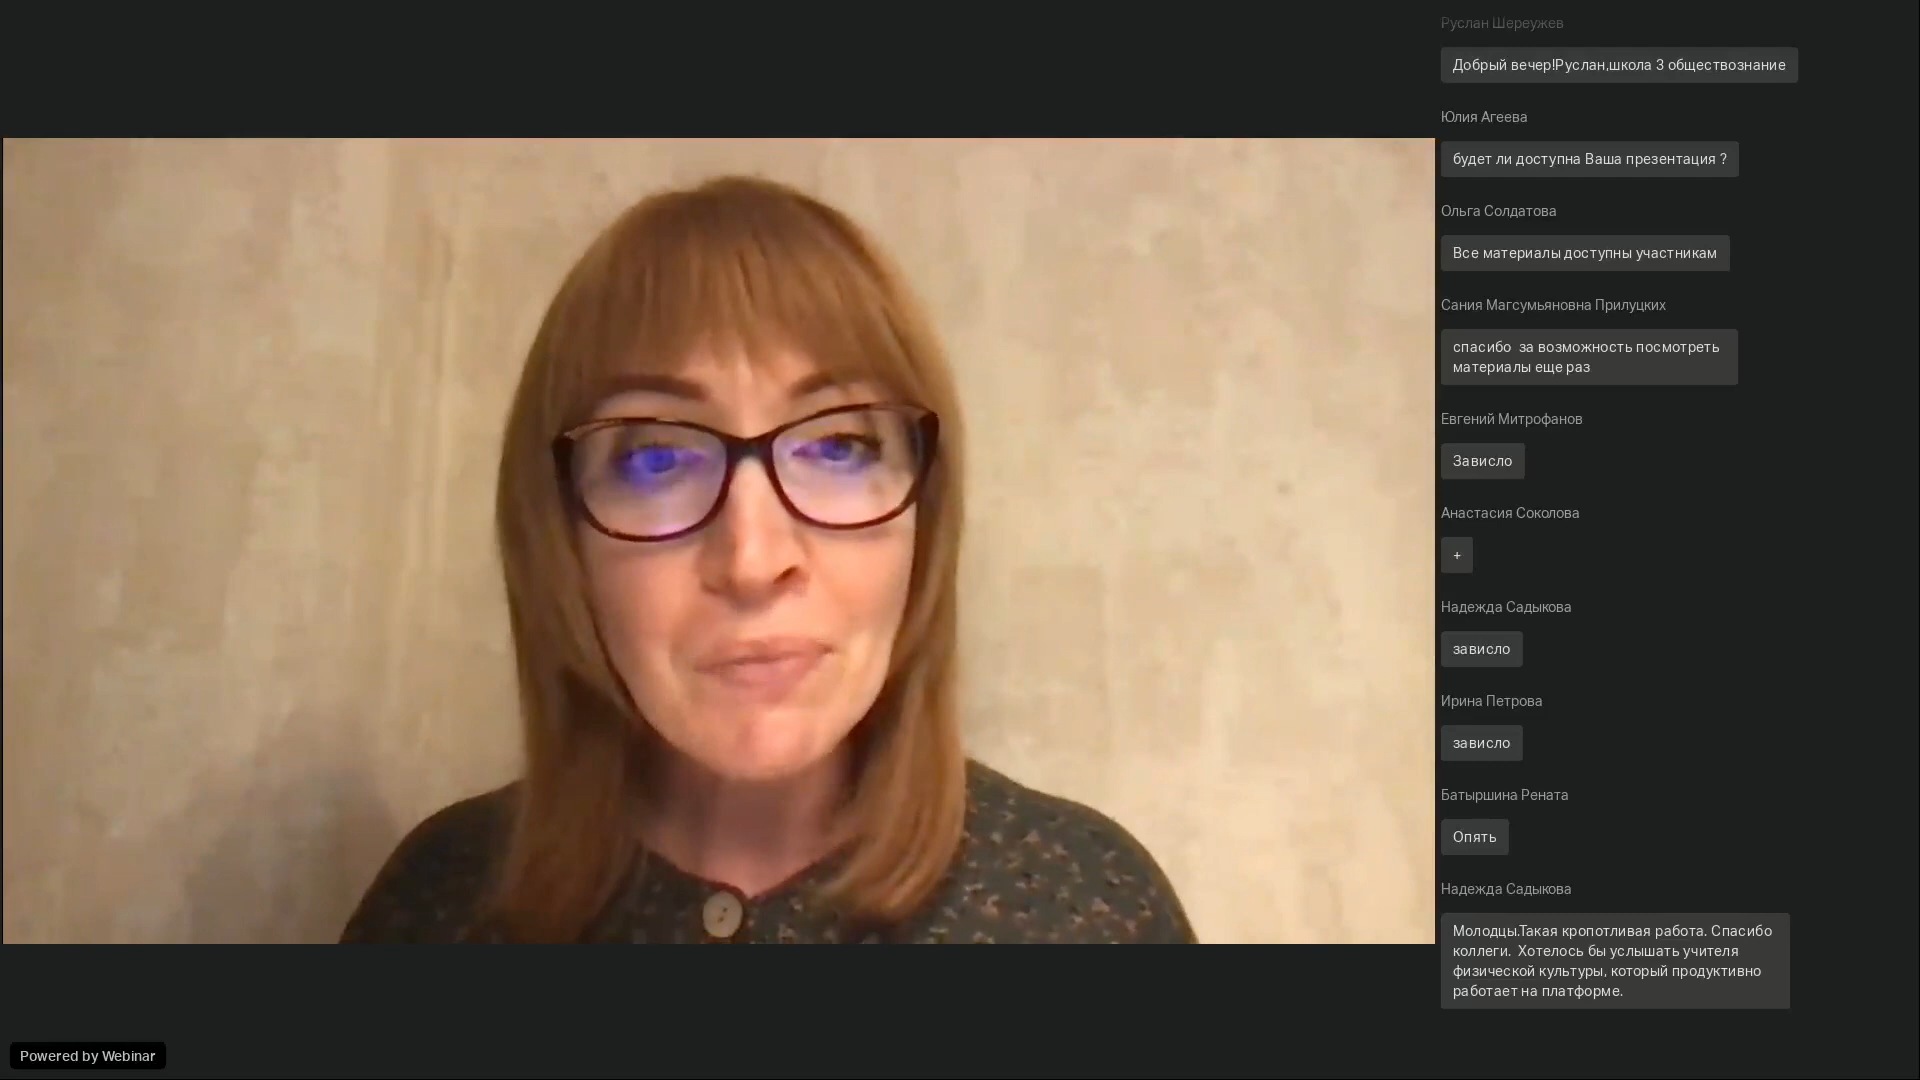 Руслан Шереужев
Добрый вечер!Руслан,школа 3 обществознание
Юлия Агеева
будет ли доступна Ваша презентация ?
Ольга Солдатова
Все материалы доступны участникам
Сания Магсумьяновна Прилуцких
спасибо за возможность посмотреть
материалы еще раз
Евгений Митрофанов
Зависло
Анастасия Соколова
+
Надежда Садыкова
зависло
Ирина Петрова
зависло
Батыршина Рената
Опять
Надежда Садыкова
Молодцы.Такая кропотливая работа. Спасибо
коллеги. Хотелось бы услышать учителя
физической культуры, который продуктивно
работает на платформе.
Powered by Webinar